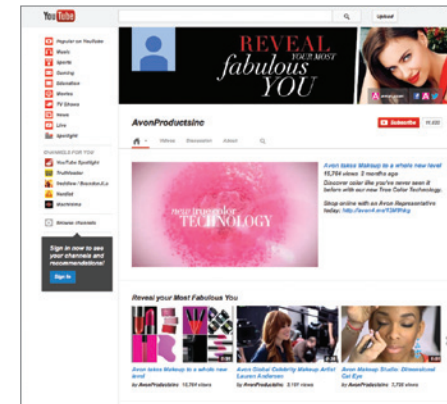 YouTube
Upload
Popular on YouTube
Music
Sports
Gaming
Education
Movies
TV Shows
News
Live
Spotlight
CHANNELS FOR YOU
YouTube Spotlight
TruthLoader
Nerdist
Machinima
Browse channels
Sign in now to see
your channels and
recommendations!
Sign In
REVEAL
YOUR MOST
fabulous
YOU
AvonProductsInc
Subscribe
Videos
Discussion
About
new true color
TECHNOLOGY
Avon takes Makeup to a whole new level
15,764 views 2 months ago
Discover color like you've never seen it
before with our new True Color Technology.
Shop online with an Avon Representative
today:
Reveal your Most Fabulous You
Avon takes Makeup to a whole new
level
by AvonProductsInc 15,764 views
Avon Global Celebrity Makeup Artist
Lauren Andersen
by AvonProductsInc 3,107 views
Avon Makeup Studio: Dimensional
Cat Eye
by AvonProductsInc